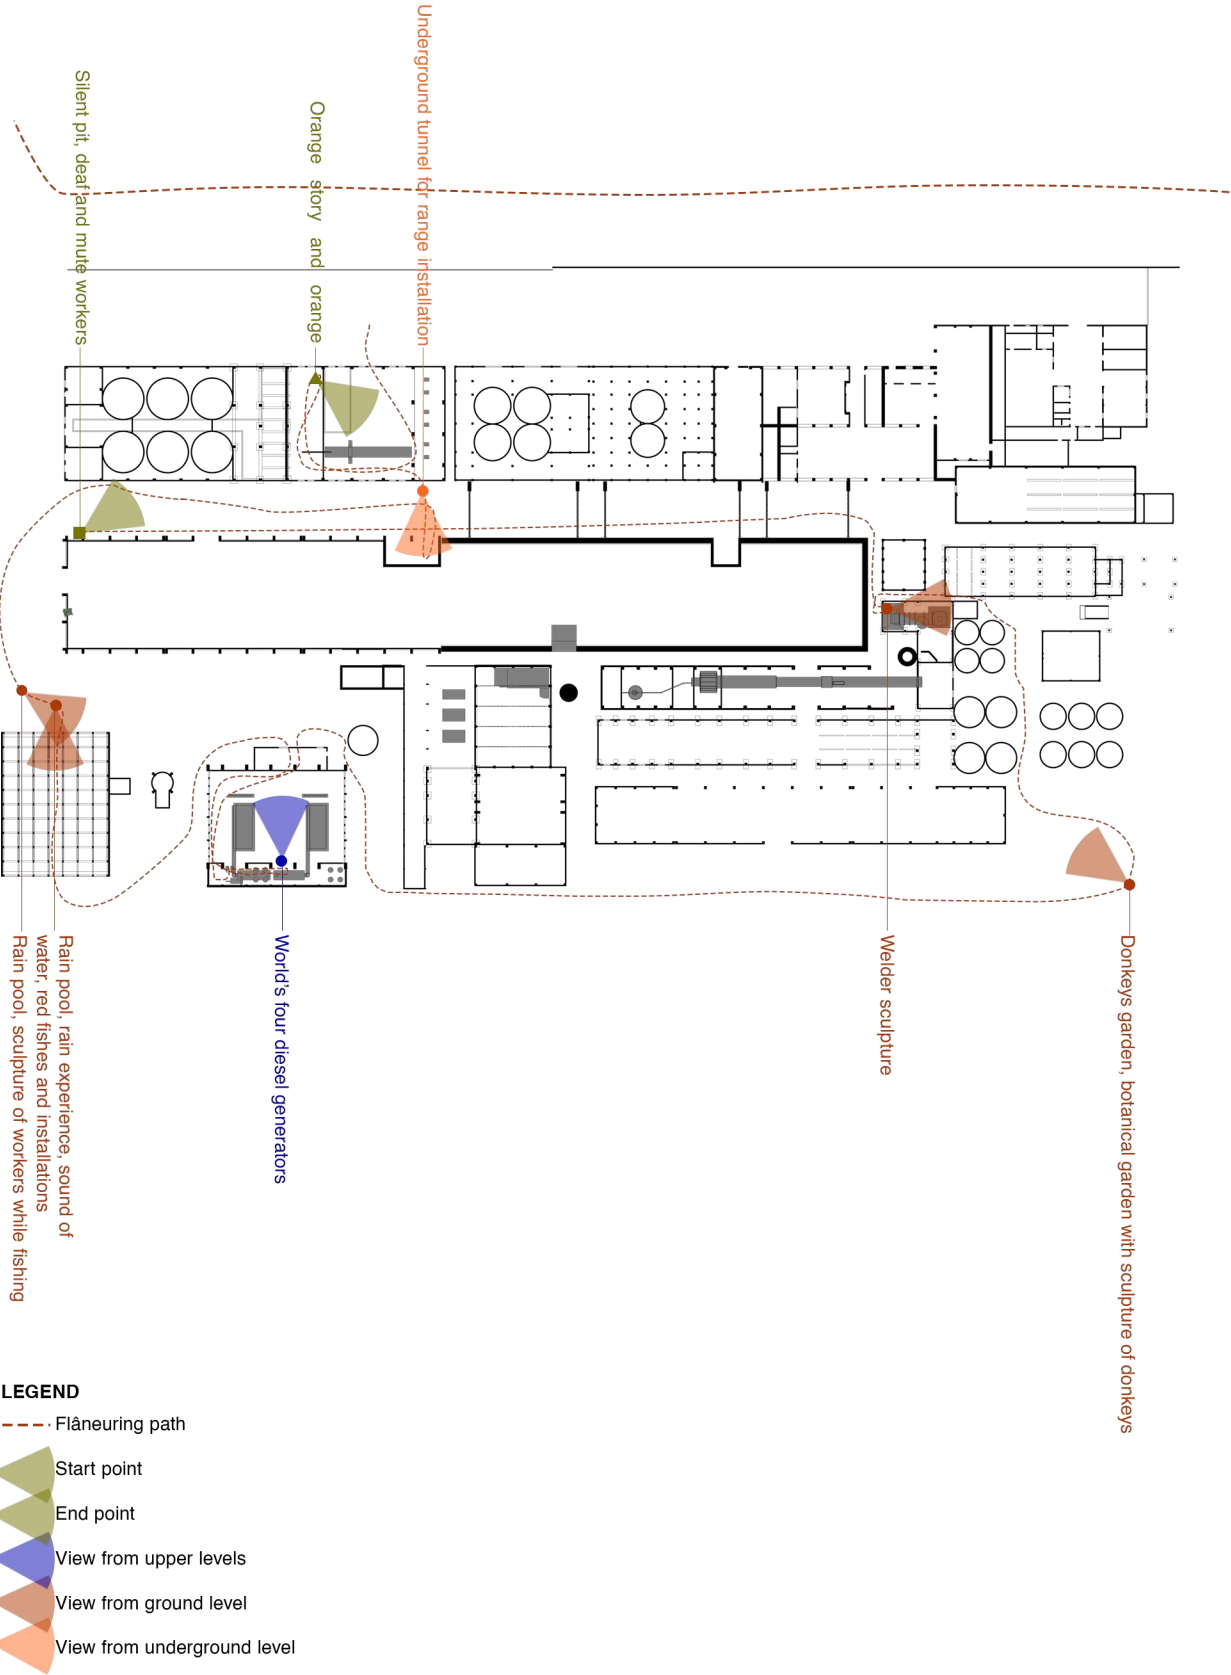 Silent pit, deaf and mute workers
Orange story and orange
Underground tunnel for range installation
Rain pool, sculpture of workers while fishing
Rain pool, rain experience, sound of
water, red fishes and installations
World's four diesel generators
Welder sculpture
Donkeys garden, botanical garden with sculpture of donkeys
LEGEND
Flâneuring path
Start point
End point
View from upper levels
View from ground level
View from underground level